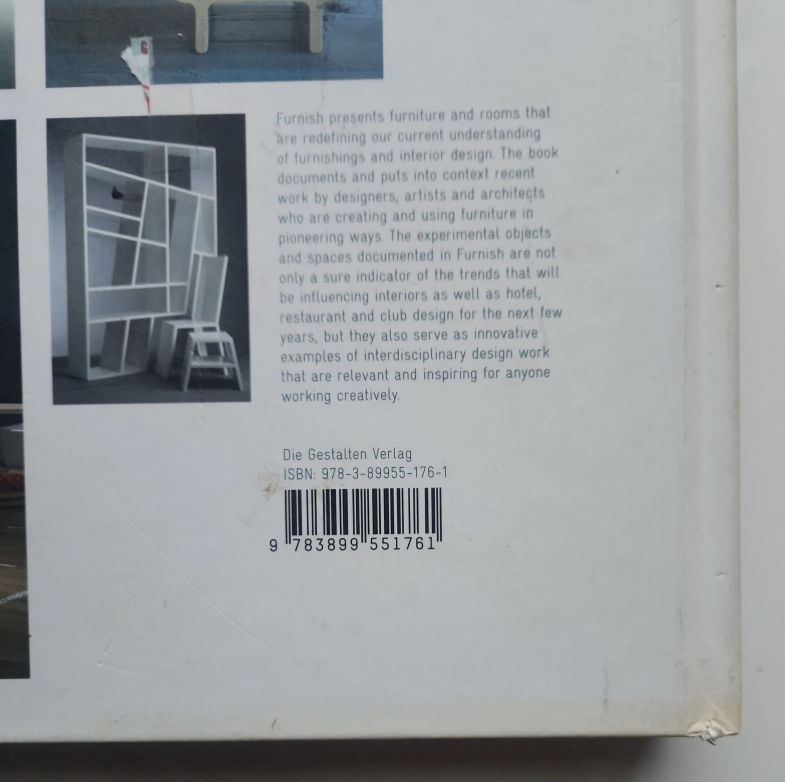 G
Furnish presents furniture and rooms that
are redefining our current understanding
of furnishings and interior design. The book
documents and puts into context recent
work by designers, artists and architects
who are creating and using furniture in
pioneering ways. The experimental objects
and spaces documented in Furnish are not
only a sure indicator of the trends that will
be influencing interiors as well as hotel,
restaurant and club design for the next few
years, but they also serve as innovative
examples of interdisciplinary design work
that are relevant and inspiring for anyone
working creatively.
Die Gestalten Verlag
ISBN: 978-3-89955-176-1
9 783899 551761